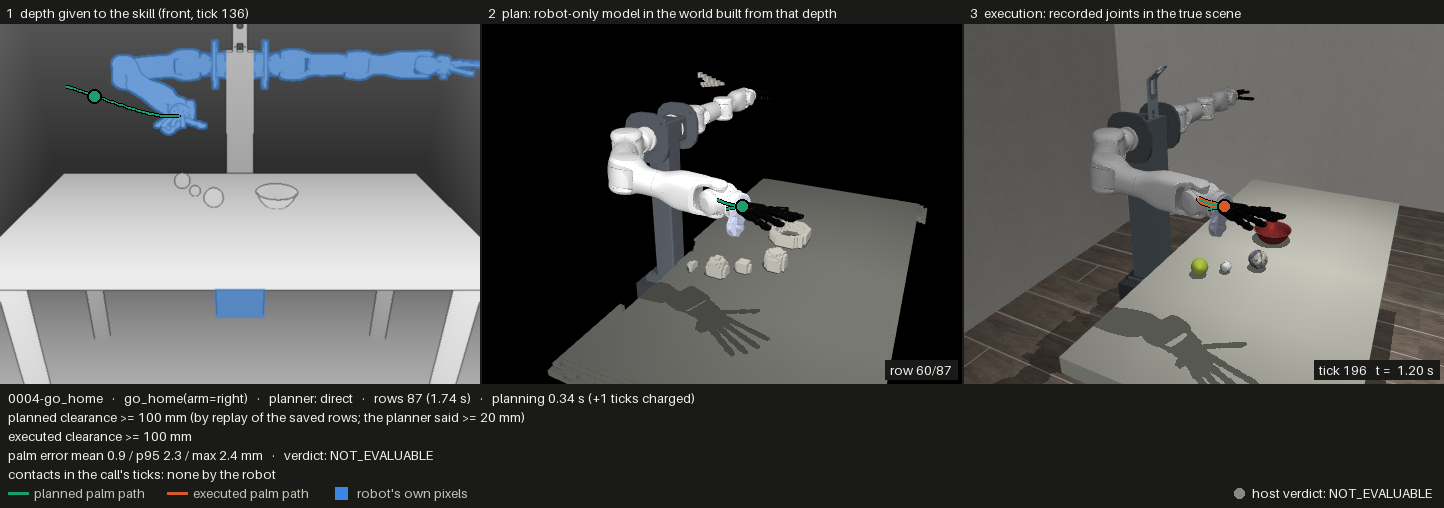 1  depth given to the skill (front, tick 136)
2  plan: robot-only model in the world built from that depth
3  execution: recorded joints in the true scene
row 60/87
tick 196   t =  1.20 s
0004-go_home   ·   go_home(arm=right)   ·   planner: direct   ·   rows 87 (1.74 s)   ·   planning 0.34 s (+1 ticks charged)
planned clearance >= 100 mm (by replay of the saved rows; the planner said >= 20 mm)
executed clearance >= 100 mm
palm error mean 0.9 / p95 2.3 / max 2.4 mm   ·   verdict: NOT_EVALUABLE
contacts in the call's ticks: none by the robot
planned palm path
executed palm path
robot's own pixels
host verdict: NOT_EVALUABLE